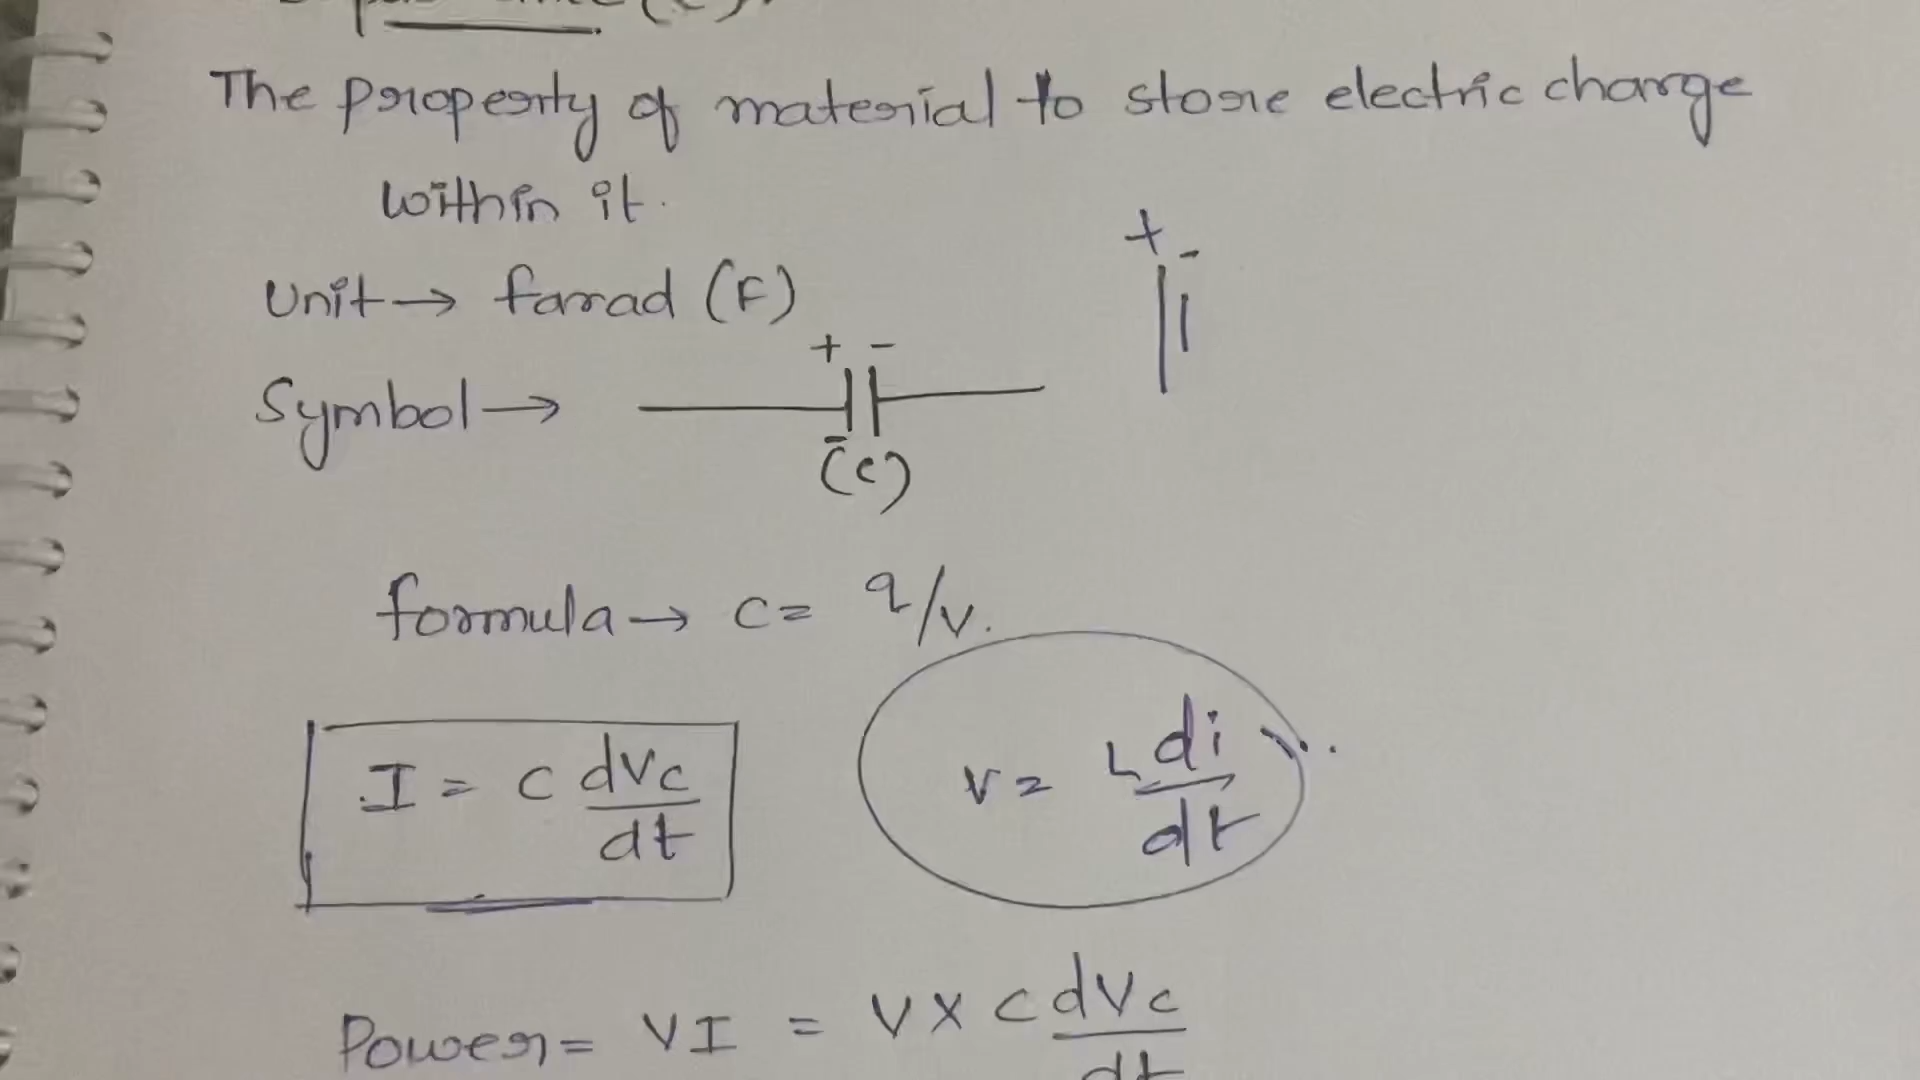 The property of material to store electric charge
within it.
Unit → farad (F)
+ -
Symbol →
(C)
+ -
formula → C = q/v.
I = C dVc/dt
V = L di/dt
Power = VI = V X C dVc/dt